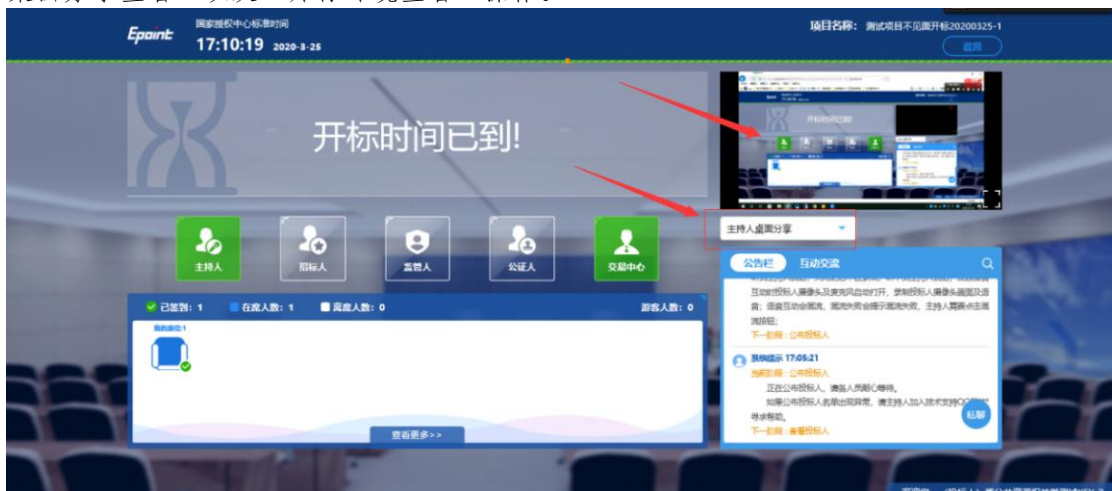 Epoint
国家授权中心标准时间
17:10:19 2020-3-25
项目名称： 测试项目不见面开标20200325-1
返回
开标时间已到!
主持人
招标人
监管人
公证人
交易中心
主持人桌面分享
公告栏 互动交流
互动时投标人摄像头及麦克风自动打开，录制投标人摄像头画面及语
音；语音互动会混流，混流失败会提示混流失败，主持人需要点击混
流按钮;
下一阶段：公布投标人
系统提示 17:05:21
当前阶段：公布投标人
正在公布投标人，请各人员耐心等待。
如果公布投标人名单出现异常，请主持人加入技术支持QQ
寻求帮助。
下一阶段：查看投标人
私聊
已签到：1 在席人数：1 离席人数：0 游客人数：0
我的座位:1
查看更多>>